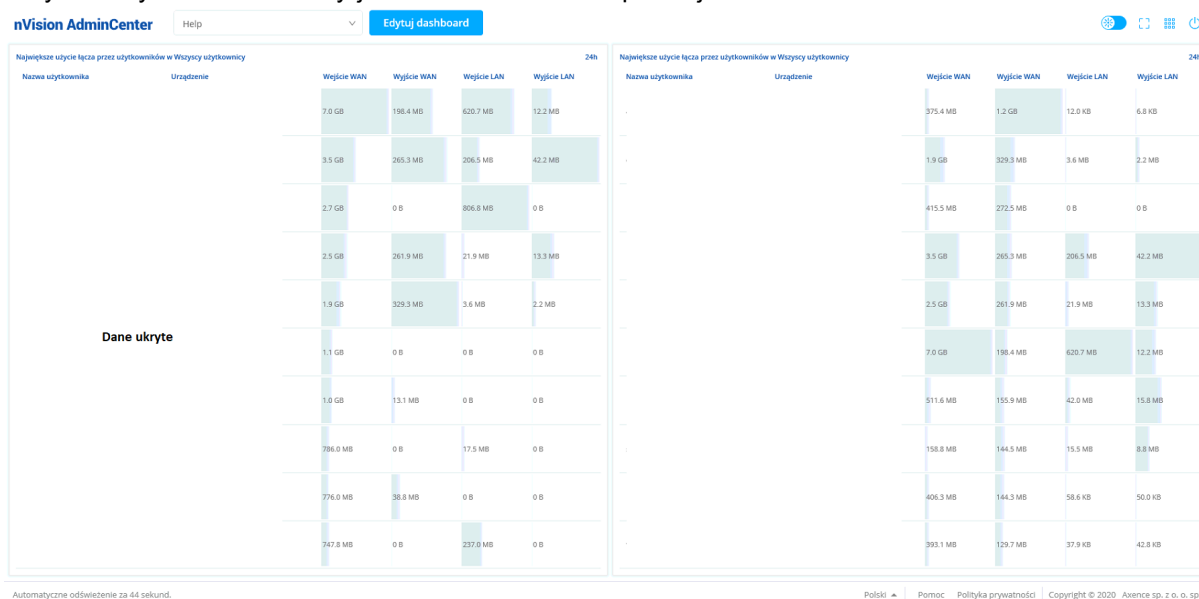 nVision AdminCenter Help Edytuj dashboard
Największe użycie łącza przez użytkowników w Wszyscy użytkownicy 24h
Nazwa użytkownika Urządzenie Wejście WAN Wyjście WAN Wejście LAN Wyjście LAN
7.0 GB 198.4 MB 620.7 MB 12.2 MB
3.5 GB 265.3 MB 206.5 MB 42.2 MB
2.7 GB 0 B 806.8 MB 0 B
2.5 GB 261.9 MB 21.9 MB 13.3 MB
1.9 GB 329.3 MB 3.6 MB 2.2 MB
Dane ukryte
1.1 GB 0 B 0 B 0 B
1.0 GB 13.1 MB 0 B 0 B
786.0 MB 0 B 17.5 MB 0 B
776.0 MB 38.8 MB 0 B 0 B
747.8 MB 0 B 237.0 MB 0 B
Największe użycie łącza przez użytkowników w Wszyscy użytkownicy 24h
Nazwa użytkownika Urządzenie Wejście WAN Wyjście WAN Wejście LAN Wyjście LAN
375.4 MB 1.2 GB 12.0 KB 6.8 KB
1.9 GB 329.3 MB 3.6 MB 2.2 MB
415.5 MB 272.5 MB 0 B 0 B
3.5 GB 265.3 MB 206.5 MB 42.2 MB
2.5 GB 261.9 MB 21.9 MB 13.3 MB
7.0 GB 198.4 MB 620.7 MB 12.2 MB
511.6 MB 155.9 MB 42.0 MB 15.8 MB
158.8 MB 144.5 MB 15.5 MB 8.8 MB
406.3 MB 144.3 MB 58.6 KB 50.0 KB
393.1 MB 129.7 MB 37.9 KB 42.8 KB
Automatyczne odświeżenie za 44 sekund. Polski Pomoc Polityka prywatności Copyright © 2020 Axence sp. z o. o. sp